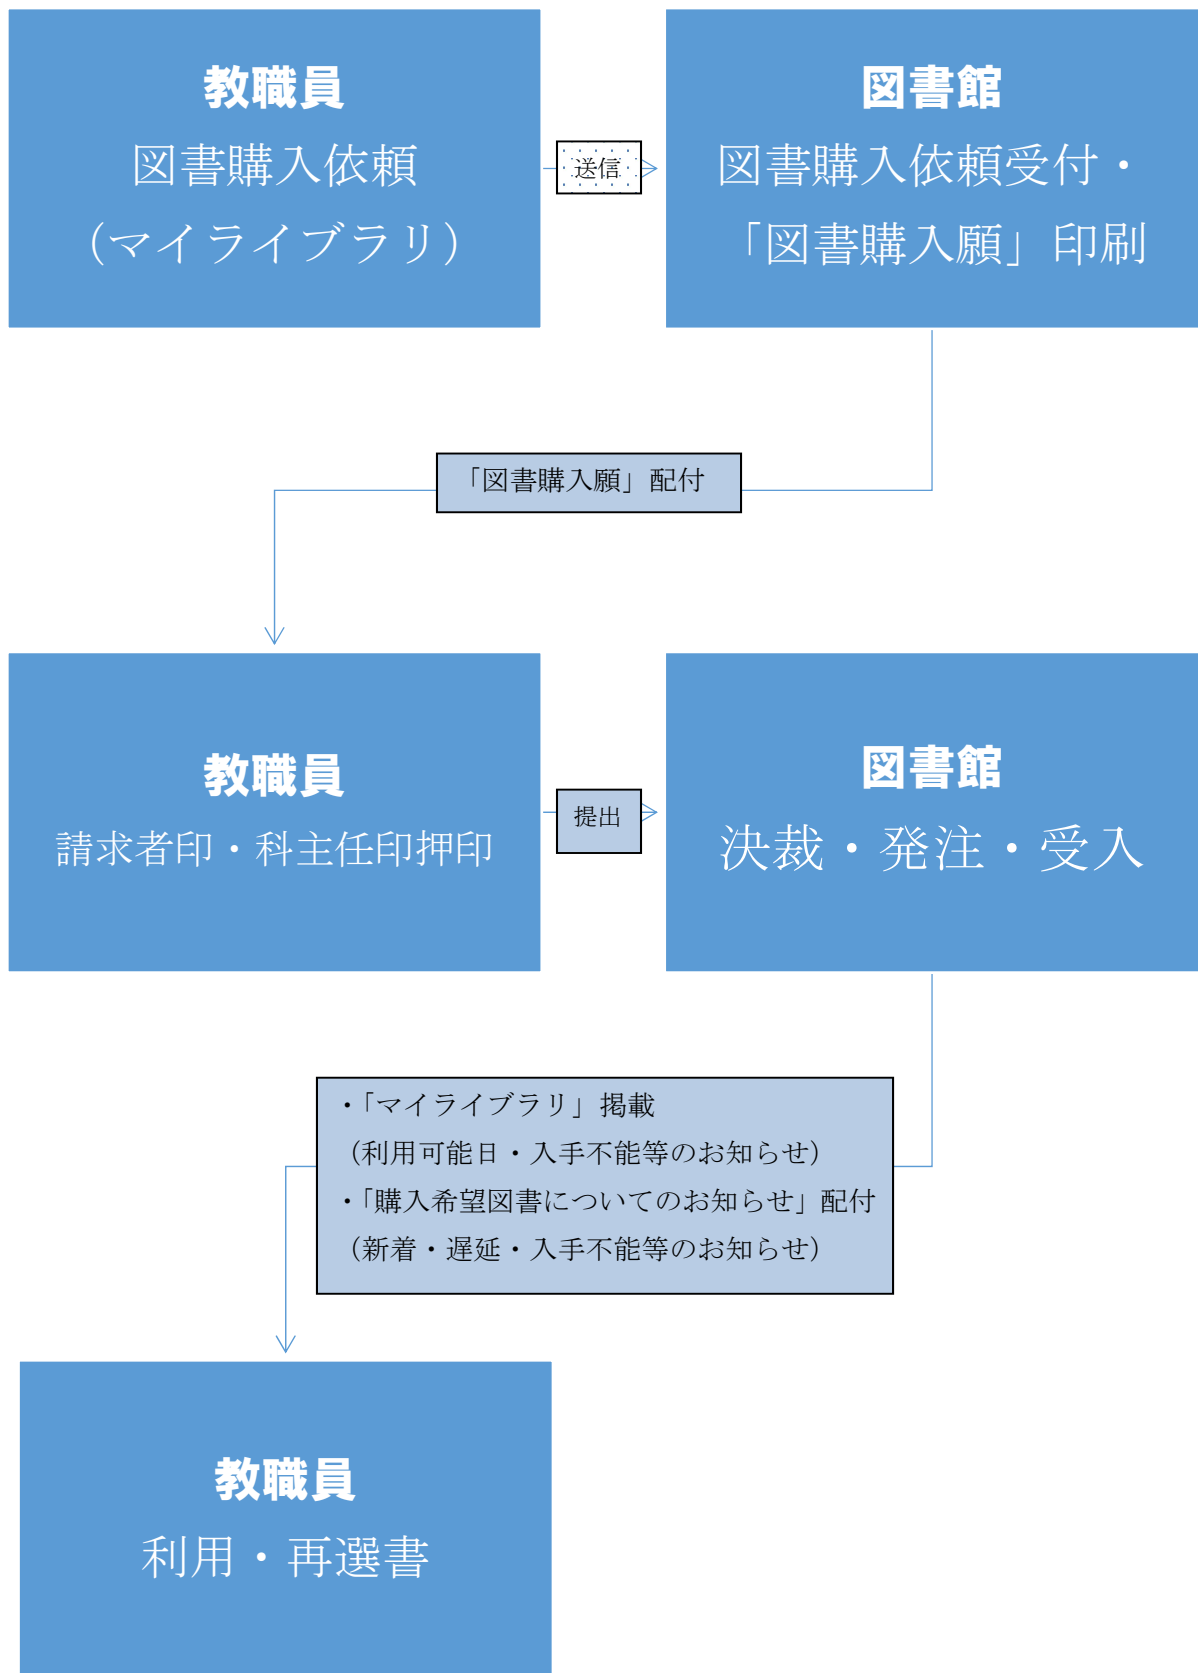 教職員
図書購入依頼
（マイライブラリ）
送信
図書館
図書購入依頼受付・
「図書購入願」印刷
「図書購入願」配付
教職員
請求者印・科主任印押印
提出
図書館
決裁・発注・受入
・「マイライブラリ」掲載
（利用可能日・入手不能等のお知らせ）
・「購入希望図書についてのお知らせ」配付
（新着・遅延・入手不能等のお知らせ）
教職員
利用・再選書